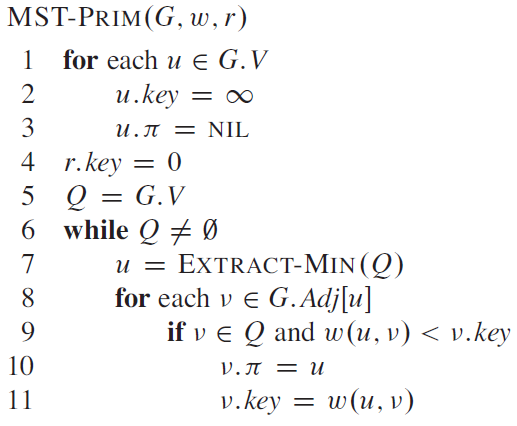 MST-PRIM(G, w, r)
1 for each u ∈ G.V
2 u.key = ∞
3 u.π = NIL
4 r.key = 0
5 Q = G.V
6 while Q ≠ ∅
7 u = EXTRACT-MIN(Q)
8 for each v ∈ G.Adj[u]
9 if v ∈ Q and w(u, v) < v.key
10 v.π = u
11 v.key = w(u, v)